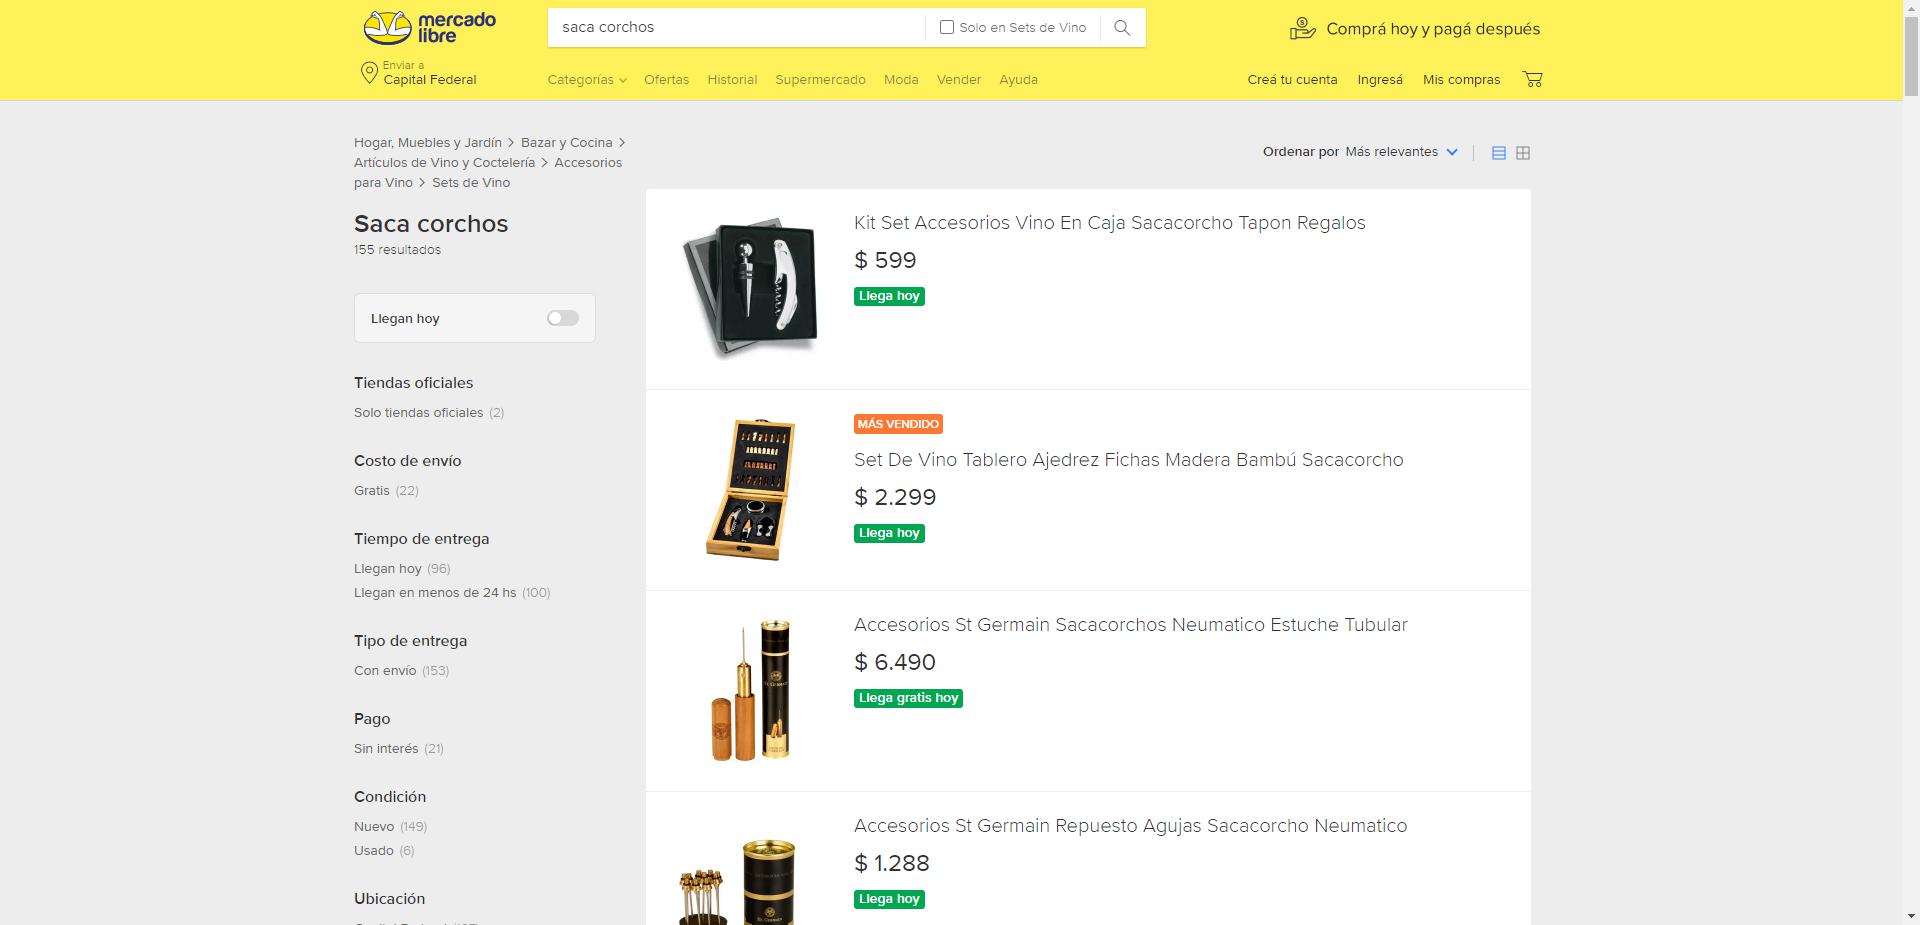 mercado
libre
saca corchos
Solo en Sets de Vino
Comprá hoy y pagá después
Enviar a
Capital Federal
Categorías
Ofertas
Historial
Supermercado
Moda
Vender
Ayuda
Creá tu cuenta
Ingresá
Mis compras
Hogar, Muebles y Jardín > Bazar y Cocina >
Artículos de Vino y Coctelería > Accesorios
para Vino > Sets de Vino
Saca corchos
155 resultados
Llegan hoy
Tiendas oficiales
Solo tiendas oficiales (2)
Costo de envío
Gratis (22)
Tiempo de entrega
Llegan hoy (96)
Llegan en menos de 24 hs (100)
Tipo de entrega
Con envío (153)
Pago
Sin interés (21)
Condición
Nuevo (149)
Usado (6)
Ubicación
Ordenar por Más relevantes
Kit Set Accesorios Vino En Caja Sacacorcho Tapon Regalos
$ 599
Llega hoy
MÁS VENDIDO
Set De Vino Tablero Ajedrez Fichas Madera Bambú Sacacorcho
$ 2.299
Llega hoy
Accesorios St Germain Sacacorchos Neumatico Estuche Tubular
$ 6.490
Llega gratis hoy
Accesorios St Germain Repuesto Agujas Sacacorcho Neumatico
$ 1.288
Llega hoy